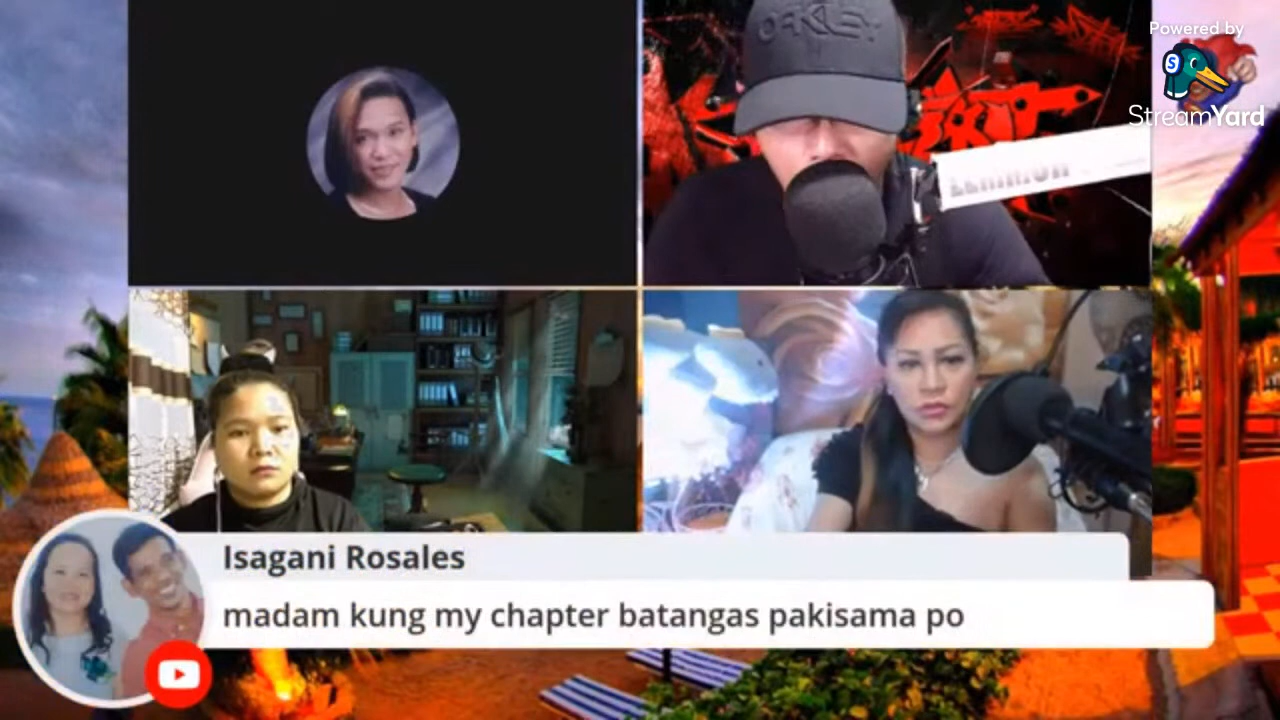 OAKLEY
Powered by
S
StreamYard
Isagani Rosales
madam kung my chapter batangas pakisama po